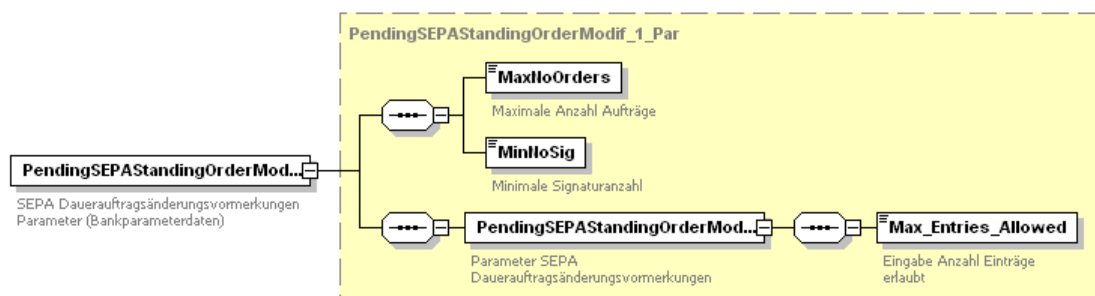 PendingSEPAStandingOrderModif_1_Par
MaxNoOrders
Maximale Anzahl Aufträge
MinNoSig
Minimale Signaturanzahl
PendingSEPAStandingOrderMod...
SEPA Dauerauftragsänderungsvormerkungen
Parameter (Bankparameterdaten)
PendingSEPAStandingOrderMod...
Parameter SEPA
Dauerauftragsänderungsvormerkungen
Max_Entries_Allowed
Eingabe Anzahl Einträge
erlaubt